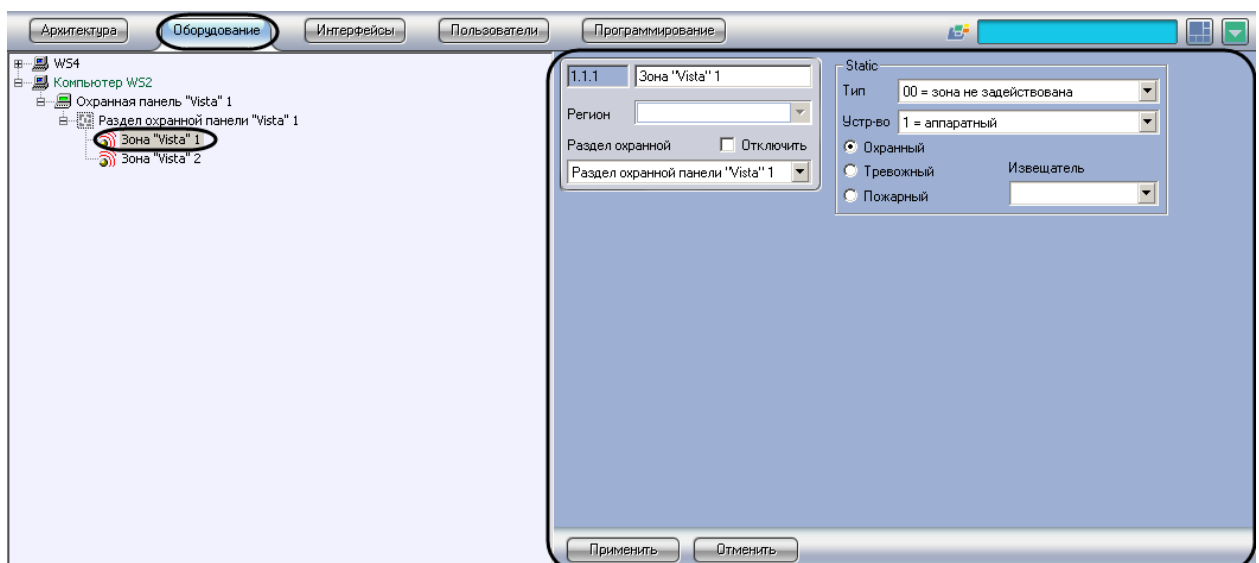 Архитектура Оборудование Интерфейсы Пользователи Программирование
WS4
Компьютер WS2
Охранная панель "Vista" 1
Раздел охранной панели "Vista" 1
Зона "Vista" 1
Зона "Vista" 2
1.1.1 Зона "Vista" 1
Регион
Раздел охранной Отключить
Раздел охранной панели "Vista" 1
Static
Тип 00 = зона не задействована
Устр-во 1 = аппаратный
Охранный
Тревожный Извещатель
Пожарный
Применить Отменить